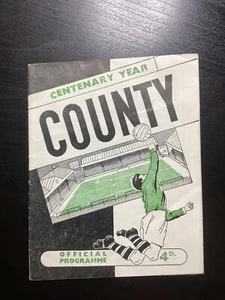 CENTENARY YEAR
COUNTY
OFFICIAL
PROGRAMME
4D.